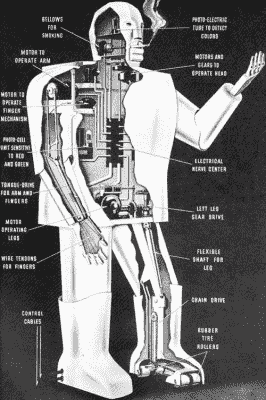 BELLOWS
FOR
SMOKING
PHOTO-ELECTRIC
TUBE TO DETECT
COLORS
MOTOR TO
OPERATE ARM
MOTORS AND
GEARS TO
OPERATE HEAD
MOTOR TO
OPERATE
FINGER
MECHANISM
PHOTO-CELL
UNIT SENSITIVE
TO RED
AND GREEN
ELECTRICAL
NERVE CENTER
TONGUE-DRIVE
FOR ARM AND
FINGERS
LEFT LEG
GEAR DRIVE
MOTOR
OPERATING
LEGS
WIRE TENDONS
FOR FINGERS
FLEXIBLE
SHAFT FOR
LEG
CHAIN DRIVE
CONTROL
CABLES
RUBBER
TIRE
ROLLERS